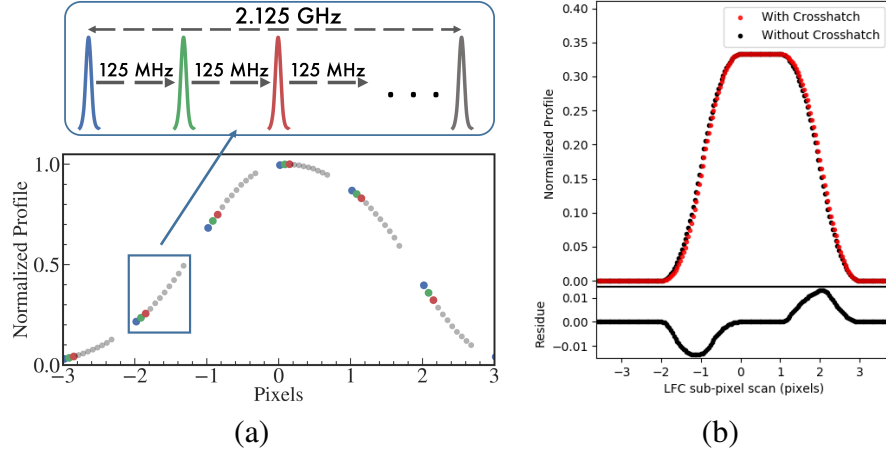 2.125 GHz
125 MHz 125 MHz 125 MHz
. . .
Normalized Profile
1.0
0.5
0.0
−3 −2 −1 0 1 2 3
Pixels
(a)
With Crosshatch
Without Crosshatch
Normalized Profile
0.40
0.35
0.30
0.25
0.20
0.15
0.10
0.05
0.00
Residue
0.01
0.00
−0.01
−3 −2 −1 0 1 2 3
LFC sub-pixel scan (pixels)
(b)